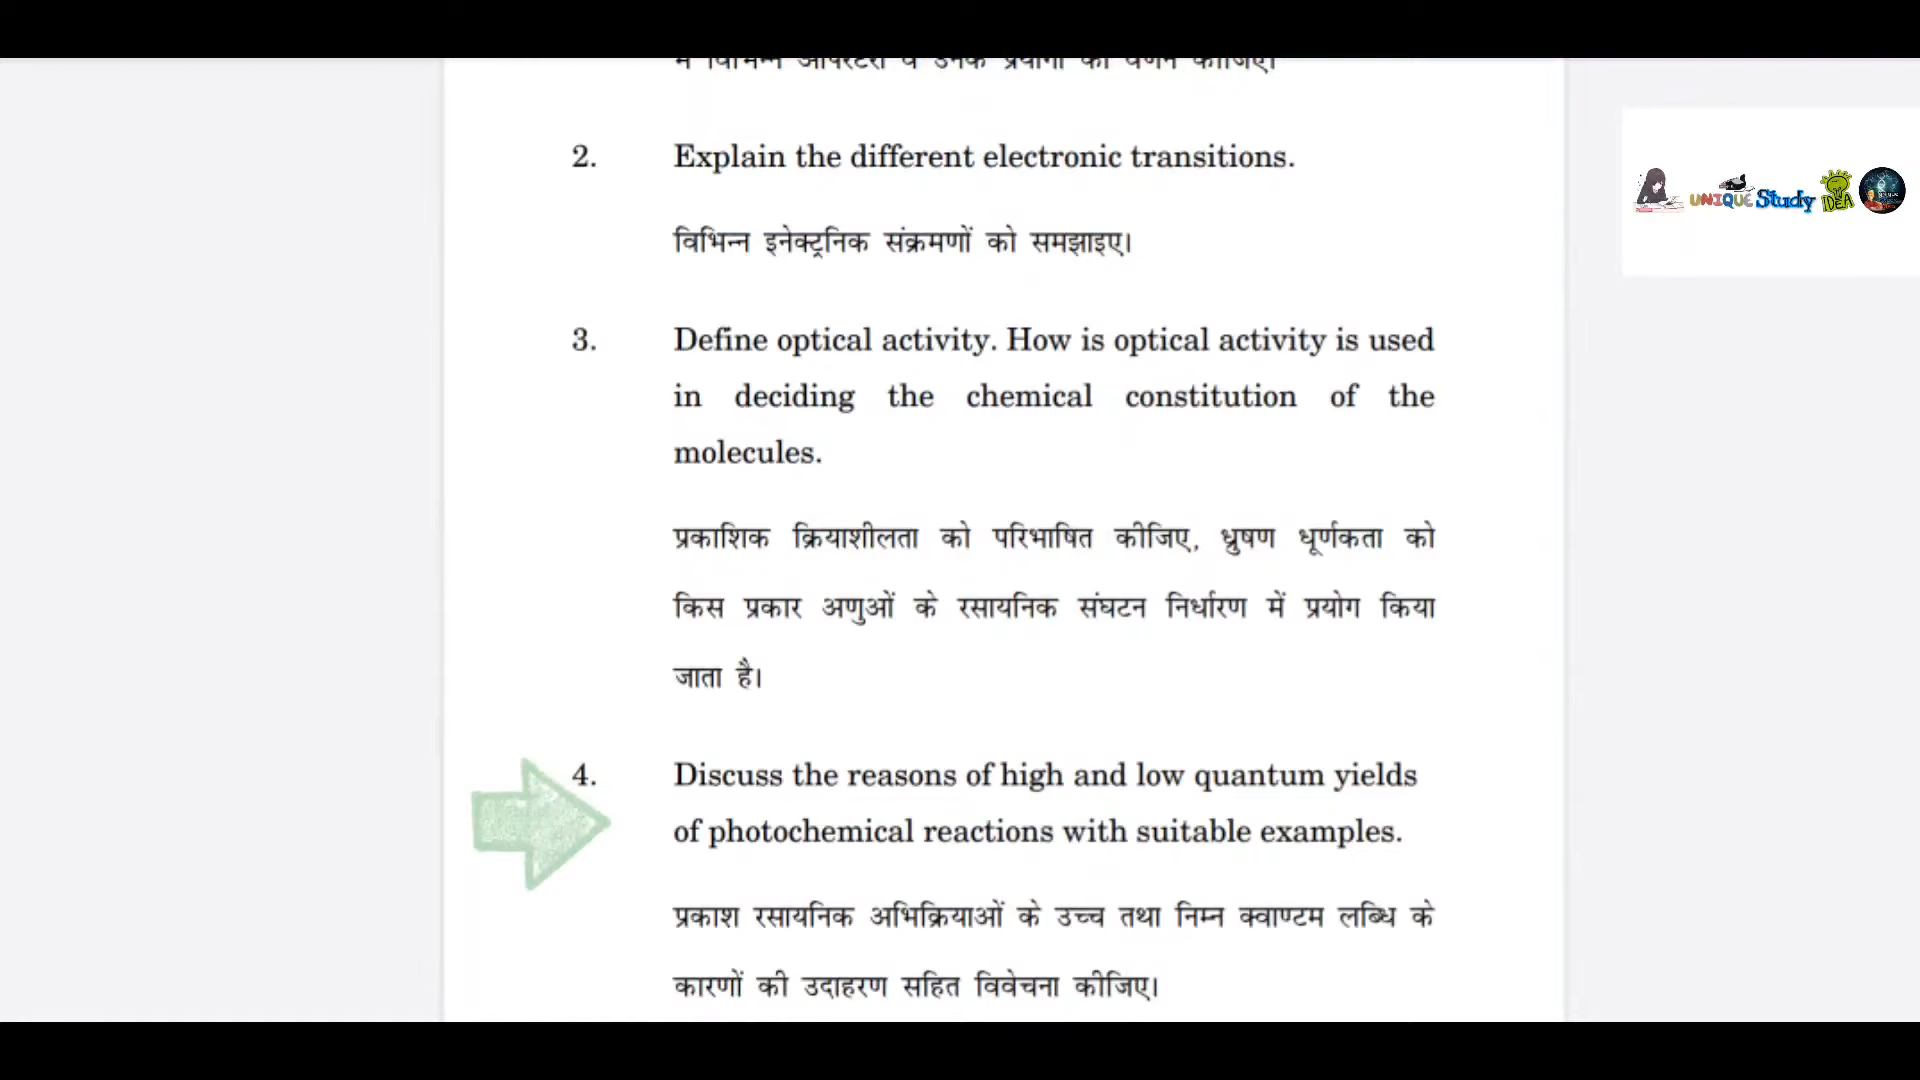 2. Explain the different electronic transitions.
विभिन्न इनेक्ट्रनिक संक्रमणों को समझाइए।
3. Define optical activity. How is optical activity is used
in deciding the chemical constitution of the
molecules.
प्रकाशिक क्रियाशीलता को परिभाषित कीजिए, ध्रुषण धूर्णकता को
किस प्रकार अणुओं के रसायनिक संघटन निर्धारण में प्रयोग किया
जाता है।
4. Discuss the reasons of high and low quantum yields
of photochemical reactions with suitable examples.
प्रकाश रसायनिक अभिक्रियाओं के उच्च तथा निम्न क्वाण्टम लब्धि के
कारणों की उदाहरण सहित विवेचना कीजिए।
UNIQUE Study IDEA